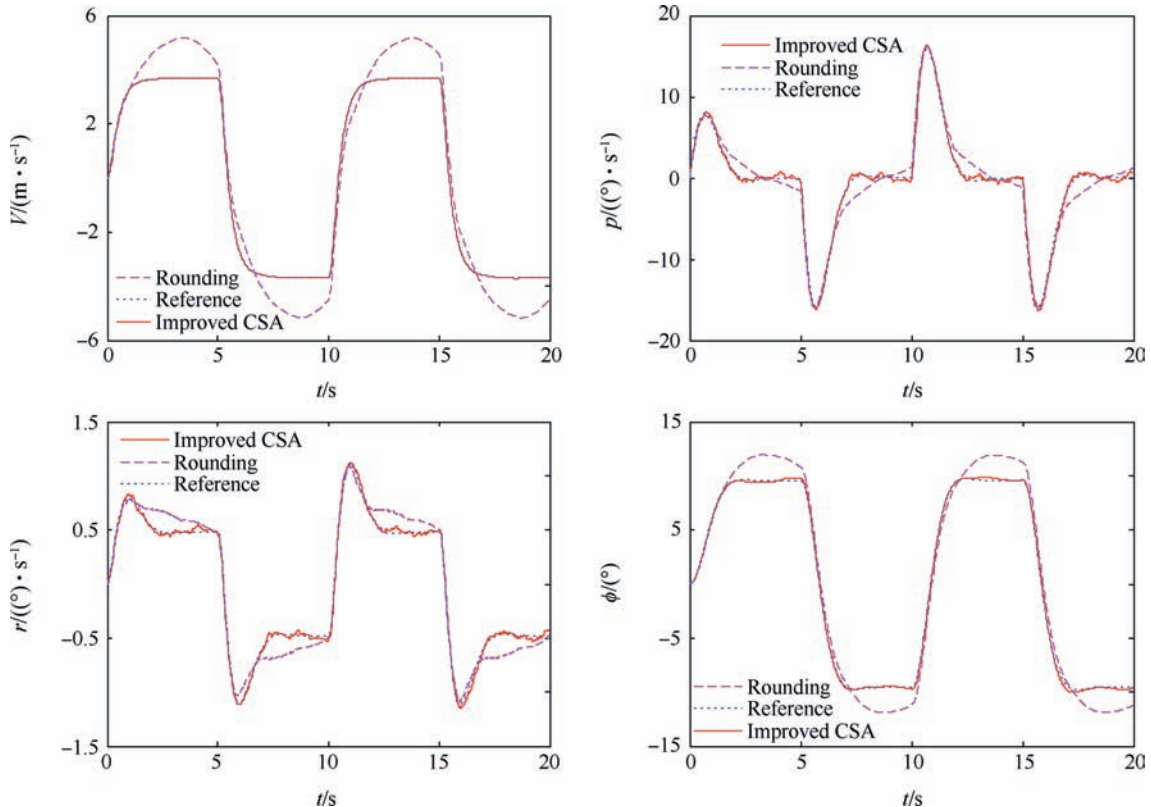 6
2
−2
−6
V/(m • s⁻¹)
Rounding
Reference
Improved CSA
0
5
10
15
20
t/s
20
10
0
−10
−20
p/((°) • s⁻¹)
Improved CSA
Rounding
Reference
0
5
10
15
20
t/s
1.5
0.5
−0.5
−1.5
r/((°) • s⁻¹)
Improved CSA
Rounding
Reference
0
5
10
15
20
t/s
15
5
−5
−15
ϕ/(°)
Rounding
Reference
Improved CSA
0
5
10
15
20
t/s